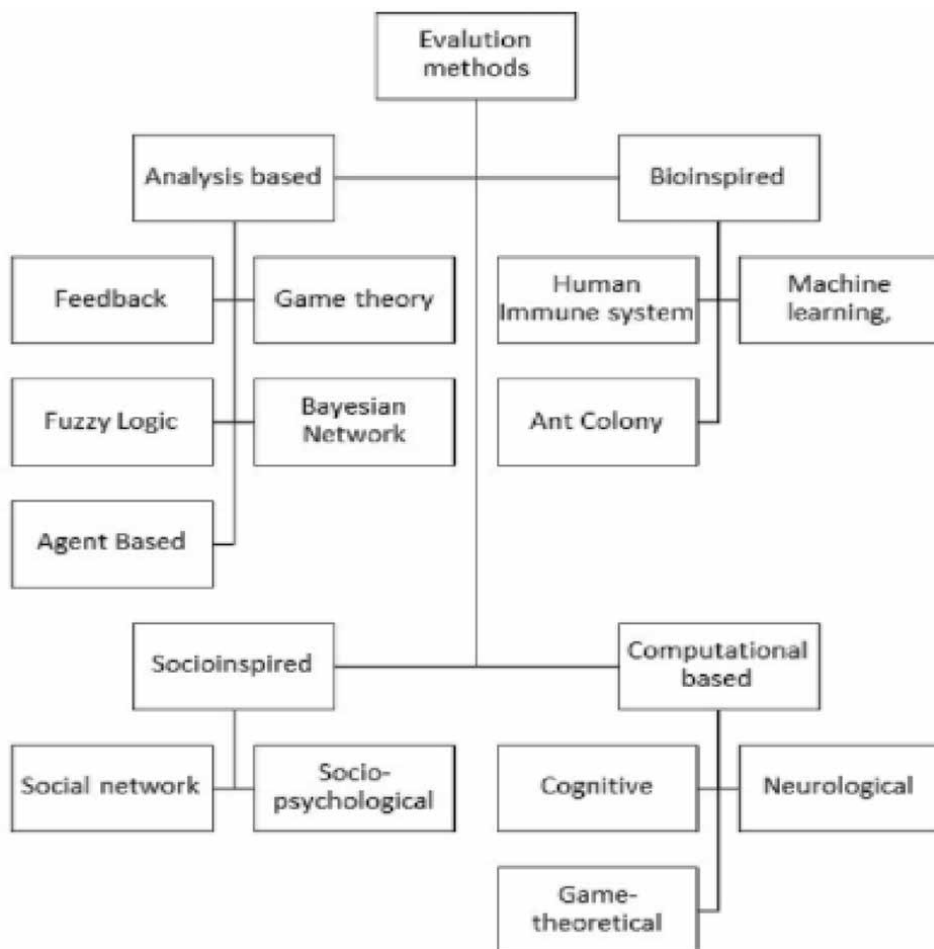 Evalution
methods
Analysis based
Bioinspired
Feedback
Game theory
Human
Immune system
Machine
learning,
Fuzzy Logic
Bayesian
Network
Ant Colony
Agent Based
Socioinspired
Computational
based
Social network
Socio-
psychological
Cognitive
Neurological
Game-
theoretical